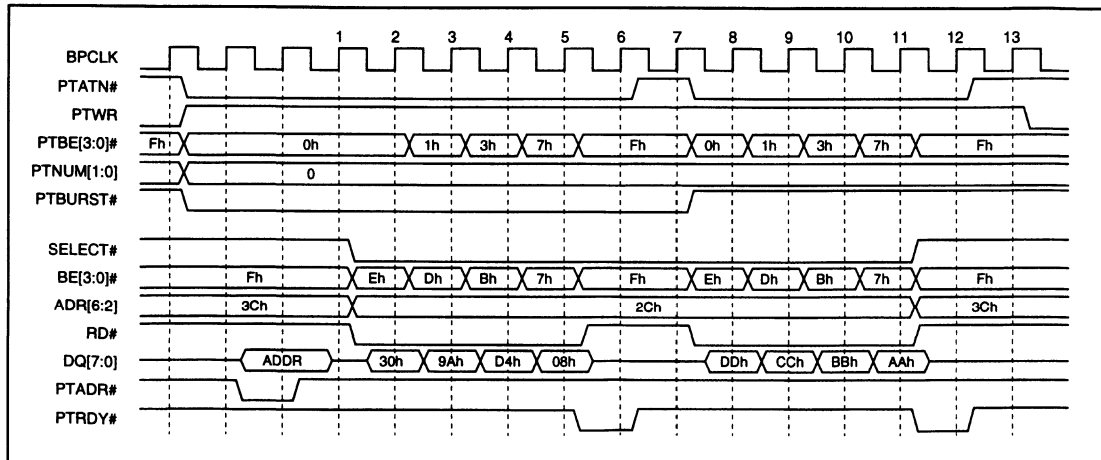 1 2 3 4 5 6 7 8 9 10 11 12 13
BPCLK
PTATN#
PTWR
PTBE[3:0]# Fh 0h 1h 3h 7h Fh 0h 1h 3h 7h Fh
PTNUM[1:0] 0
PTBURST#
SELECT#
BE[3:0]# Fh Eh Dh Bh 7h Fh Eh Dh Bh 7h Fh
ADR[6:2] 3Ch 2Ch 3Ch
RD#
DQ[7:0] ADDR 30h 9Ah D4h 08h DDh CCh BBh AAh
PTADR#
PTRDY#